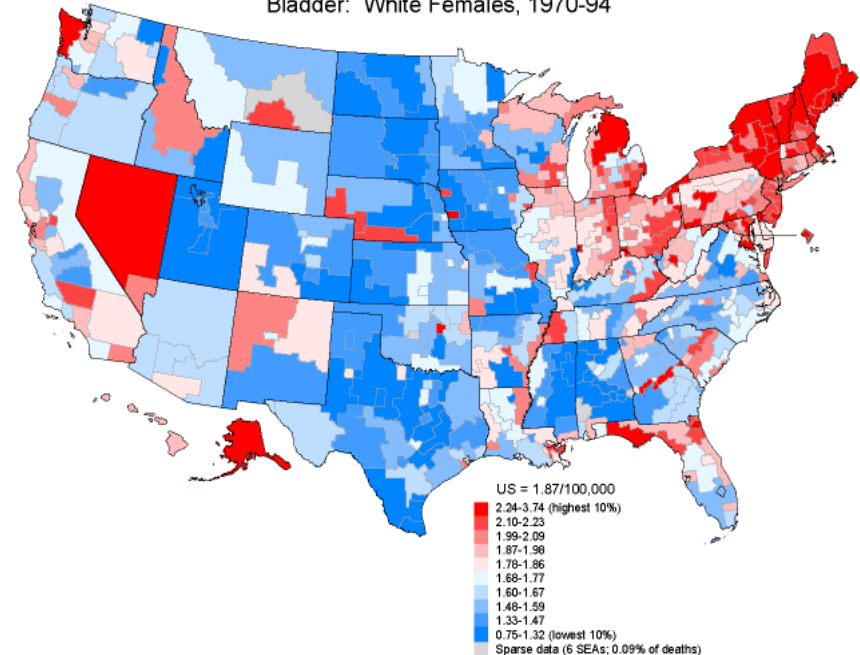 Bladder: White Females, 1970-94
US = 1.87/100,000
2.24-3.74 (highest 10%)
2.10-2.23
1.99-2.09
1.87-1.98
1.78-1.86
1.68-1.77
1.60-1.67
1.48-1.59
1.33-1.47
0.75-1.32 (lowest 10%)
Sparse data (6 SEAs; 0.09% of deaths)